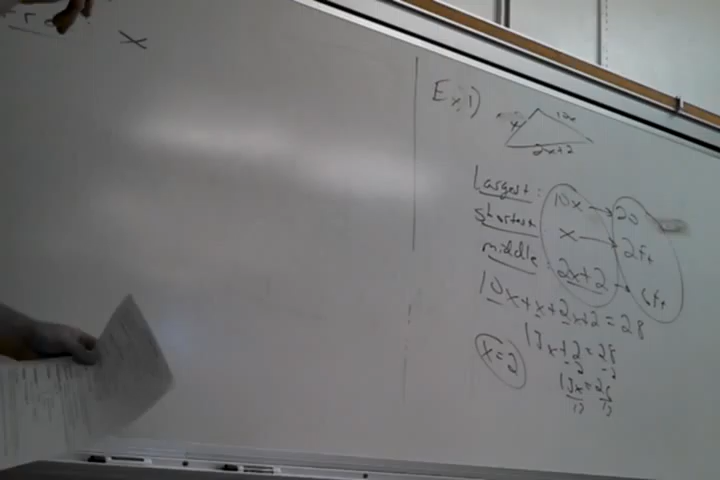 x
Ex, 1)
x
10x
2x+2
Largest: 10x → 20
shortest x → 2ft
middle: 2x+2 → 6ft
10x+x+2x+2=28
13x+2=28
-2 -2
13x=26
13 13
x=2